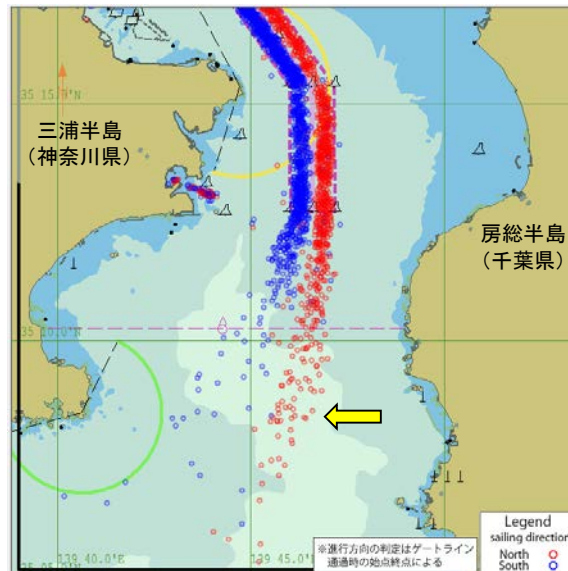 35 15.0'N
三浦半島
(神奈川県)
房総半島
(千葉県)
35 10.0'N
139 40.0'E
139 45.0'E
※進行方向の判定はゲートライン
通過時の始点終点による
Legend
sailing direction
North
South